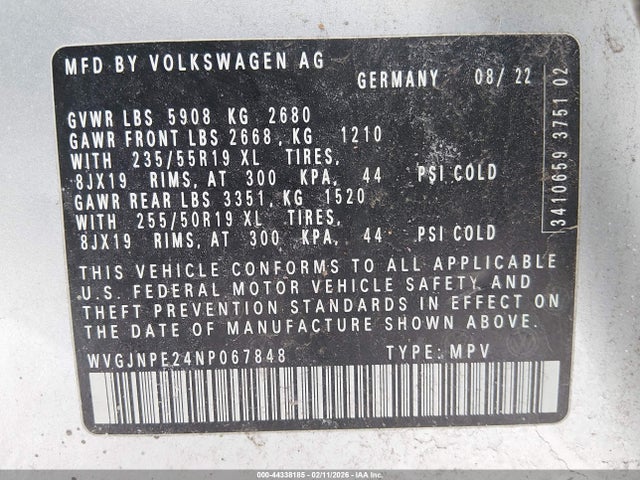 MFD BY VOLKSWAGEN AG
GERMANY 08/22
GVWR LBS 5908 KG 2680
GAWR FRONT LBS 2668, KG 1210
WITH 235/55R19 XL TIRES,
8JX19 RIMS, AT 300 KPA, 44 PSI COLD
GAWR REAR LBS 3351, KG 1520
WITH 255/50R19 XL TIRES,
8JX19 RIMS, AT 300 KPA, 44 PSI COLD
THIS VEHICLE CONFORMS TO ALL APPLICABLE
U.S. FEDERAL MOTOR VEHICLE SAFETY AND
THEFT PREVENTION STANDARDS IN EFFECT ON
THE DATE OF MANUFACTURE SHOWN ABOVE.
WVGJNPE24NP067848 TYPE: MPV
3410659 3751 02
000-44338185 - 02/11/2026 - COPYRIGHT IAA